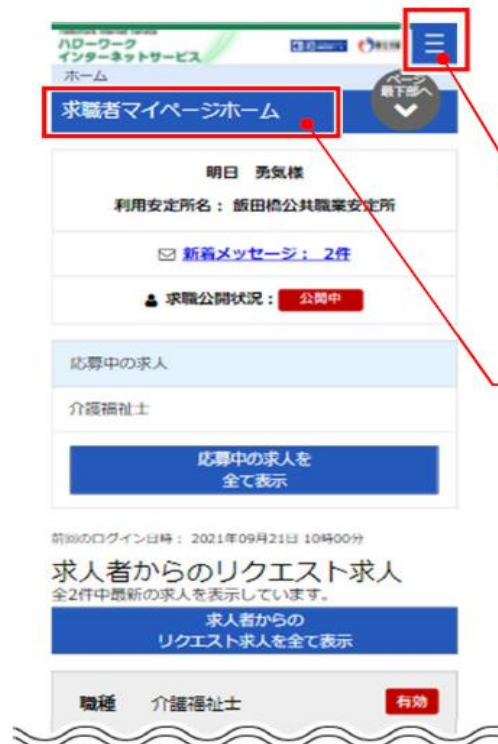 ハローワーク
インターネットサービス
ホーム
ページ
最下部へ
求職者マイページホーム
明日　勇気様
利用安定所名： 飯田橋公共職業安定所
新着メッセージ： 2件
求職公開状況： 公開中
応募中の求人
介護福祉士
応募中の求人を
全て表示
前回のログイン日時： 2021年09月21日 10時00分
求人者からのリクエスト求人
全2件中最新の求人を表示しています。
求人者からの
リクエスト求人を全て表示
職種　介護福祉士　有効